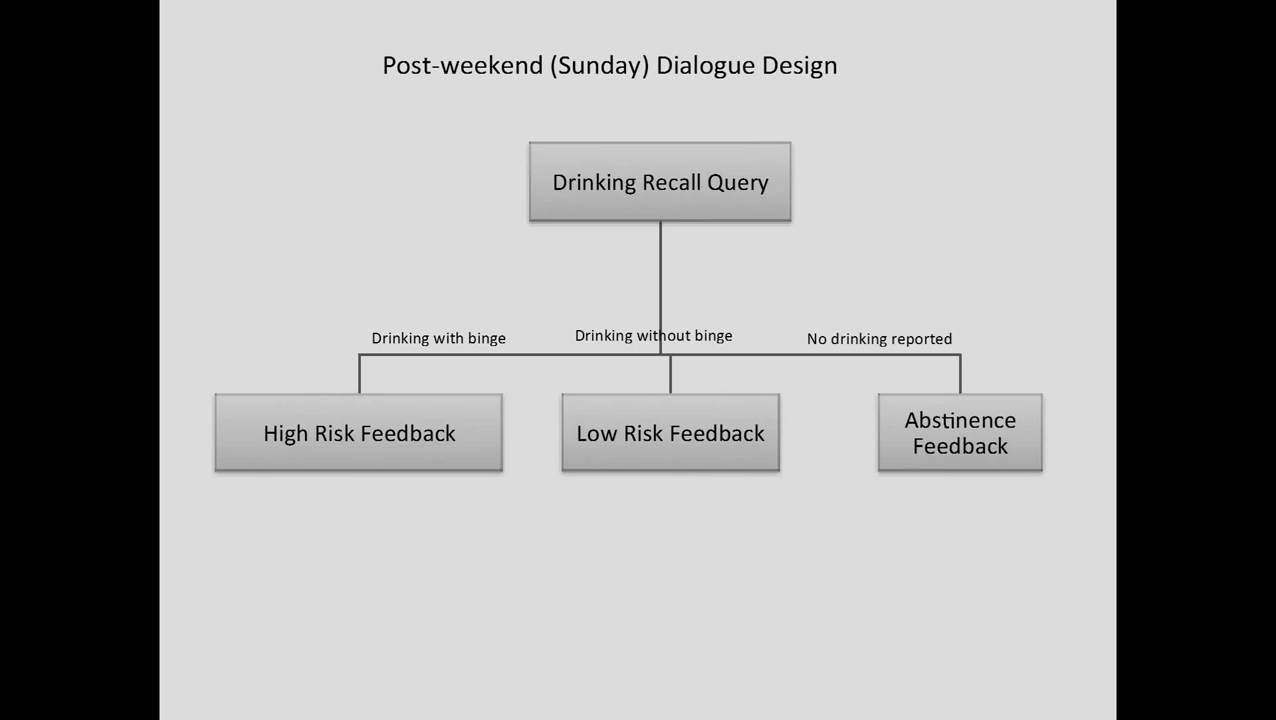 Post-weekend (Sunday) Dialogue Design
Drinking Recall Query
Drinking with binge
Drinking without binge
No drinking reported
High Risk Feedback
Low Risk Feedback
Abstinence
Feedback